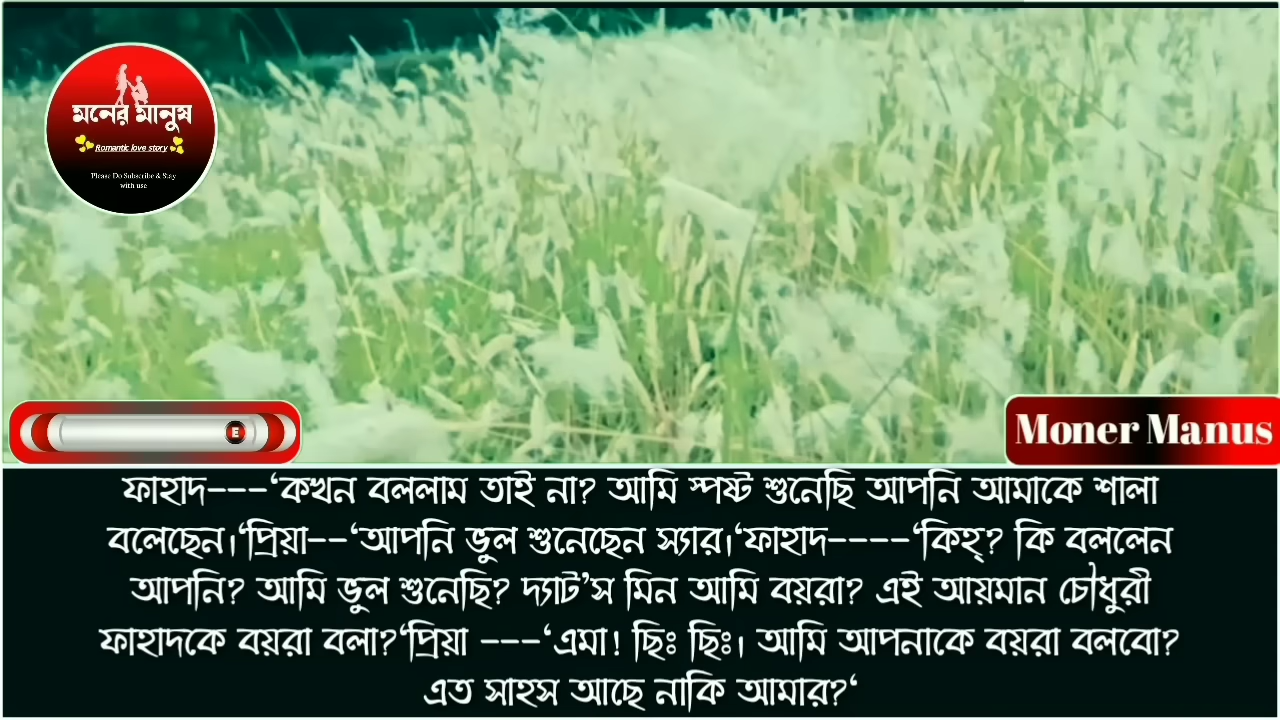 মনের মানুষ
Romantic love story
Please Do Subscribe & Stay
with use
E
Moner Manus
ফাহাদ---‘কখন বললাম তাই না? আমি স্পষ্ট শুনেছি আপনি আমাকে শালা
বলেছেন।‘প্রিয়া--‘আপনি ভুল শুনেছেন স্যার।‘ফাহাদ----‘কিহ্? কি বললেন
আপনি? আমি ভুল শুনেছি? দ্যাট’স মিন আমি বয়রা? এই আয়মান চৌধুরী
ফাহাদকে বয়রা বলা?‘প্রিয়া ---‘এমা! ছিঃ ছিঃ। আমি আপনাকে বয়রা বলবো?
এত সাহস আছে নাকি আমার?‘